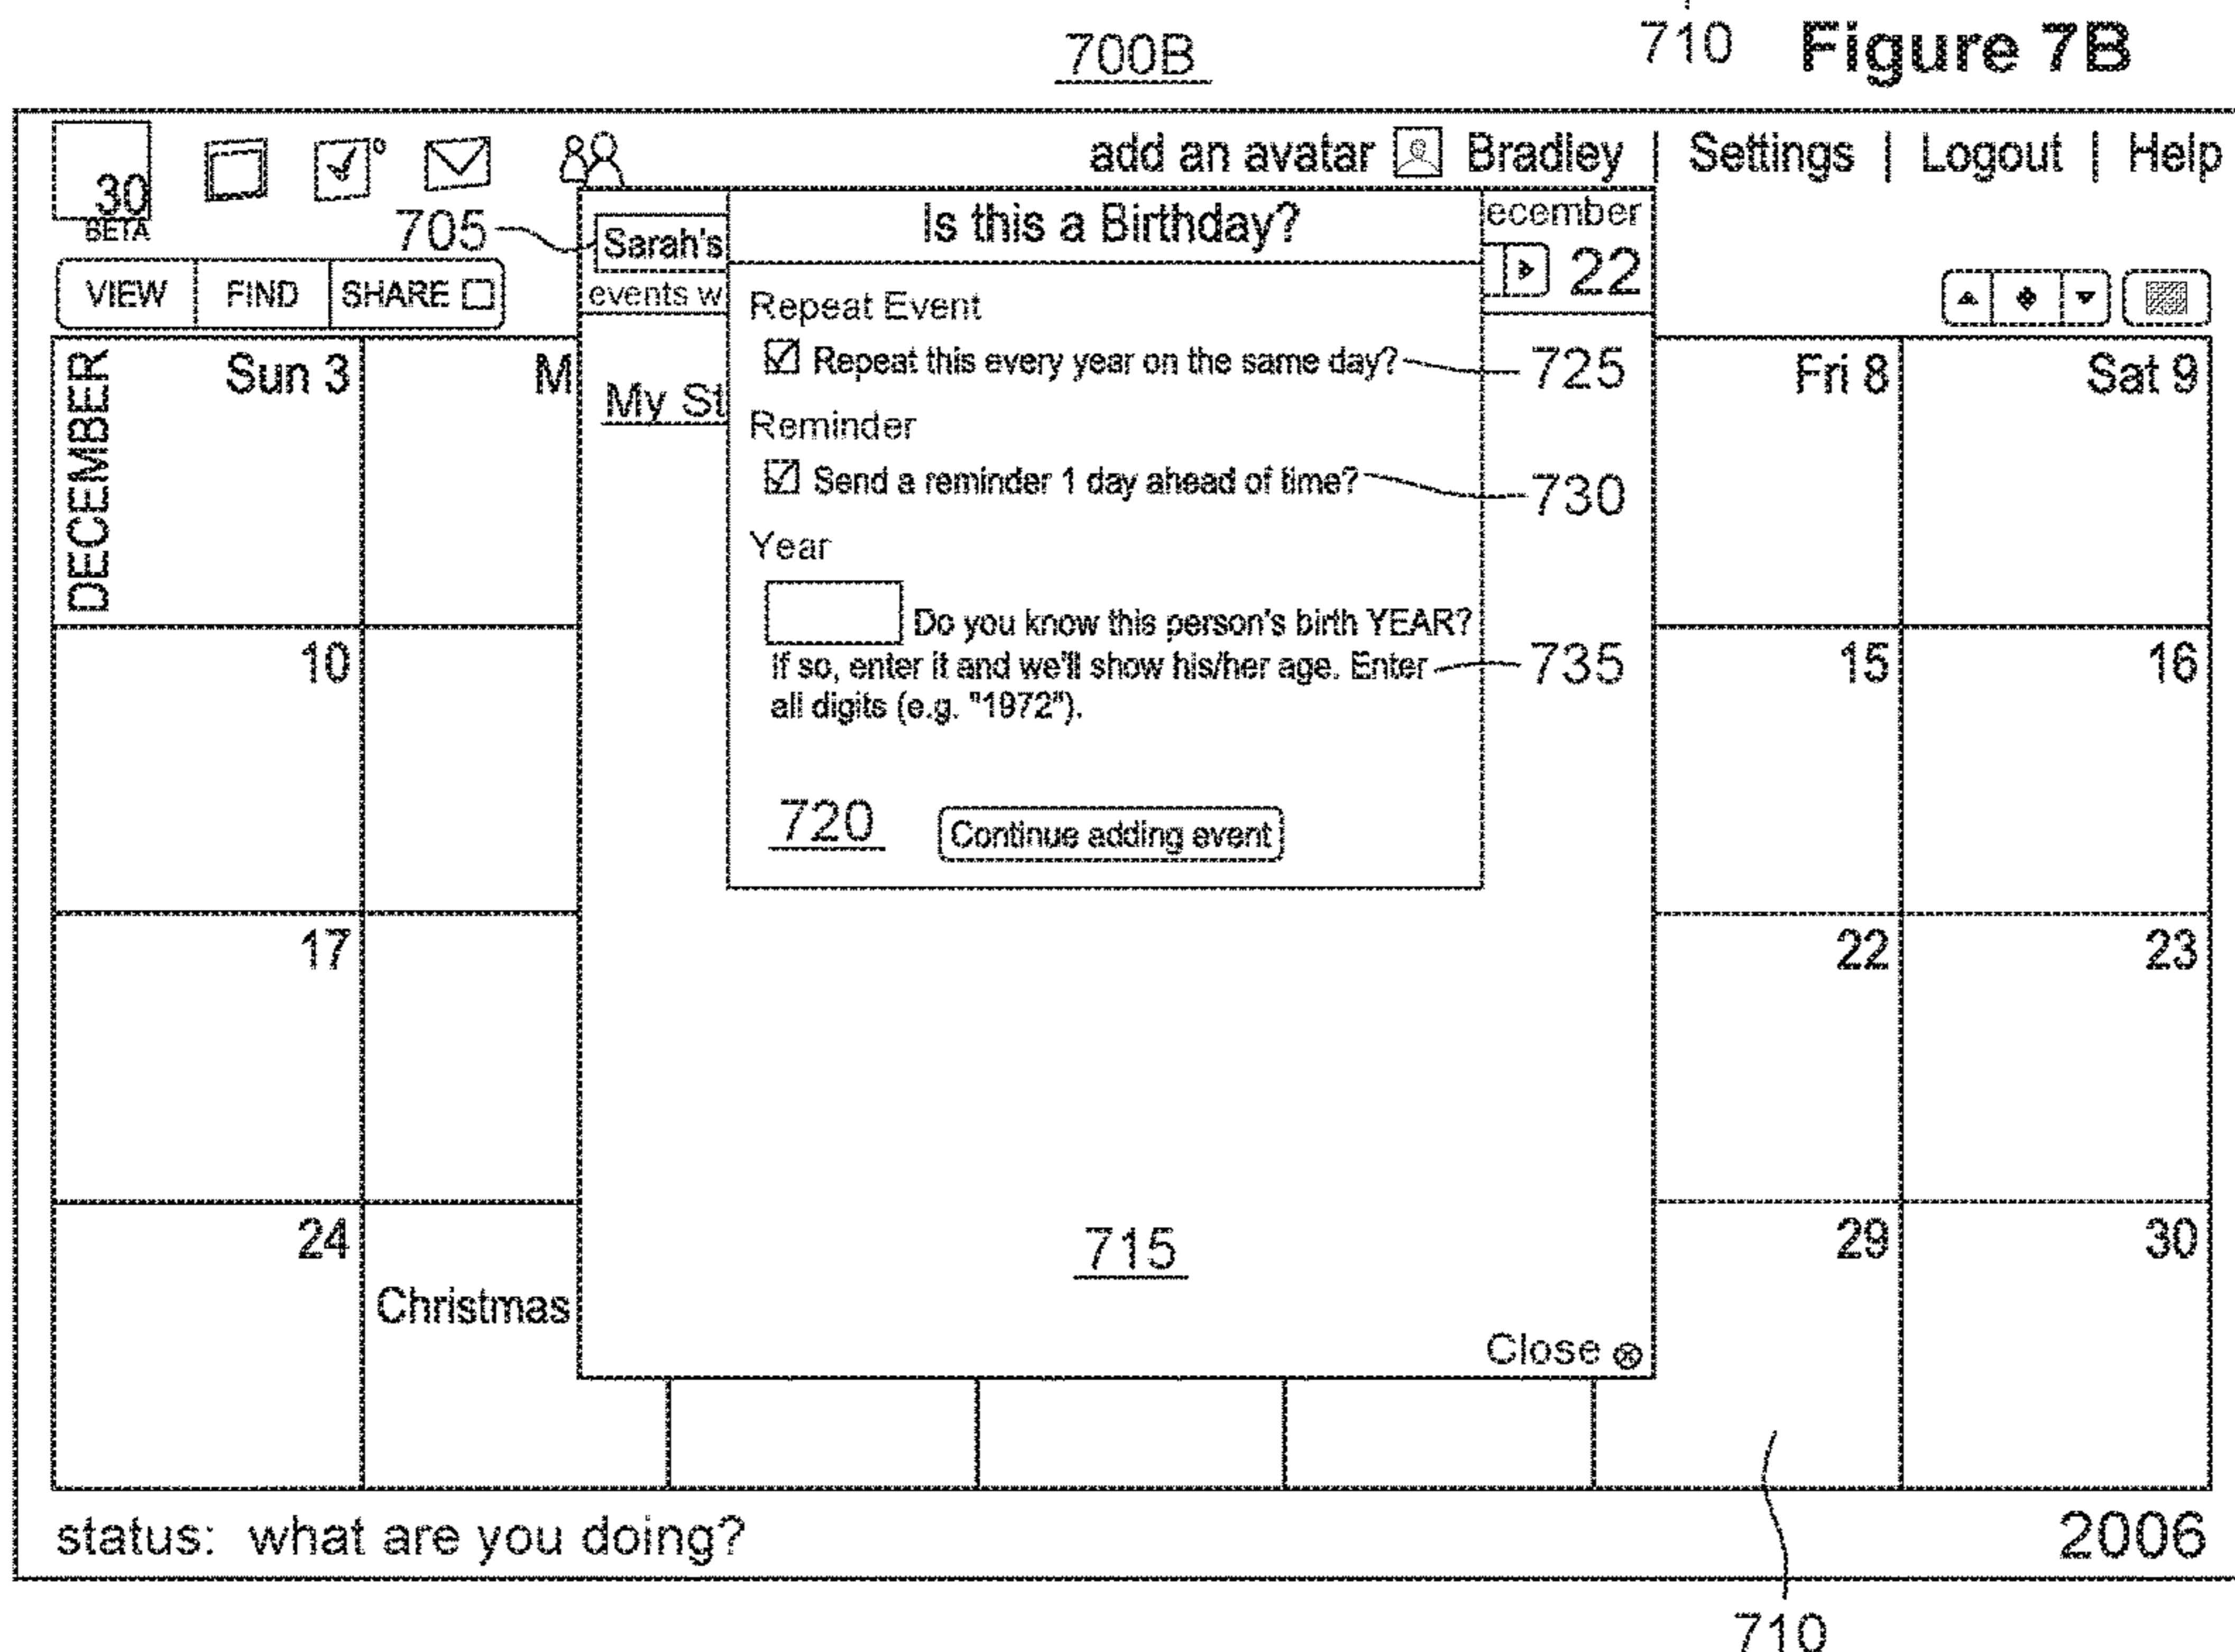 710 Figure 7B
700B
30
BETA
add an avatar Bradley | Settings | Logout | Help
705
VIEW FIND SHARE
Sarah's
events w
Is this a Birthday?
ecember
22
Repeat Event
Repeat this every year on the same day?
725
Reminder
Send a reminder 1 day ahead of time?
730
Year
Do you know this person's birth YEAR?
If so, enter it and we'll show his/her age. Enter
735
all digits (e.g. "1972").
720
Continue adding event
My St
DECEMBER
Sun 3 M Fri 8 Sat 9
10 15 16
17 22 23
24 29 30
Christmas
715
Close
status: what are you doing?
2006
710